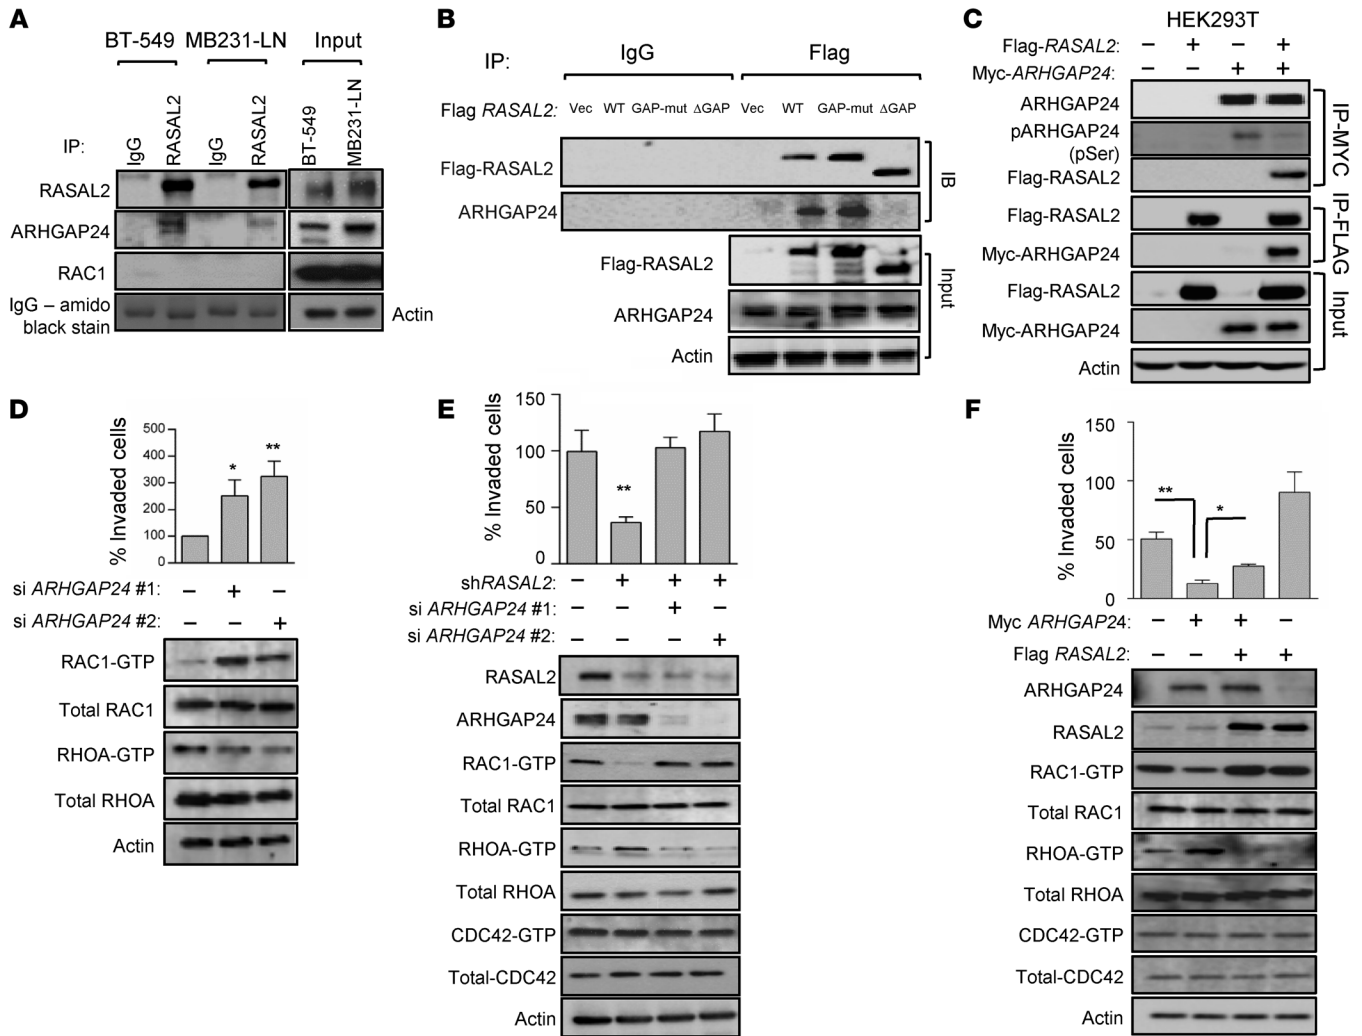 A
BT-549 MB231-LN Input
IP:
IgG
RASAL2
IgG
RASAL2
BT-549
MB231-LN
RASAL2
ARHGAP24
RAC1
IgG – amido
black stain
Actin
B
IP:
IgG Flag
Flag RASAL2: Vec WT GAP-mut ΔGAP Vec WT GAP-mut ΔGAP
Flag-RASAL2
ARHGAP24
IB
Flag-RASAL2
ARHGAP24
Actin
Input
C
HEK293T
Flag-RASAL2: – + – +
Myc-ARHGAP24: – – + +
ARHGAP24
pARHGAP24
(pSer)
Flag-RASAL2
IP-MYC
Flag-RASAL2
Myc-ARHGAP24
IP-FLAG
Flag-RASAL2
Myc-ARHGAP24
Actin
Input
D
% Invaded cells
500
400
300
200
100
0
*
**
si ARHGAP24 #1: – + –
si ARHGAP24 #2: – – +
RAC1-GTP
Total RAC1
RHOA-GTP
Total RHOA
Actin
E
% Invaded cells
150
100
50
0
**
shRASAL2: – + + +
si ARHGAP24 #1: – – + –
si ARHGAP24 #2: – – – +
RASAL2
ARHGAP24
RAC1-GTP
Total RAC1
RHOA-GTP
Total RHOA
CDC42-GTP
Total-CDC42
Actin
F
% Invaded cells
150
100
50
0
**
*
Myc ARHGAP24: – + + –
Flag RASAL2: – – + +
ARHGAP24
RASAL2
RAC1-GTP
Total RAC1
RHOA-GTP
Total RHOA
CDC42-GTP
Total-CDC42
Actin